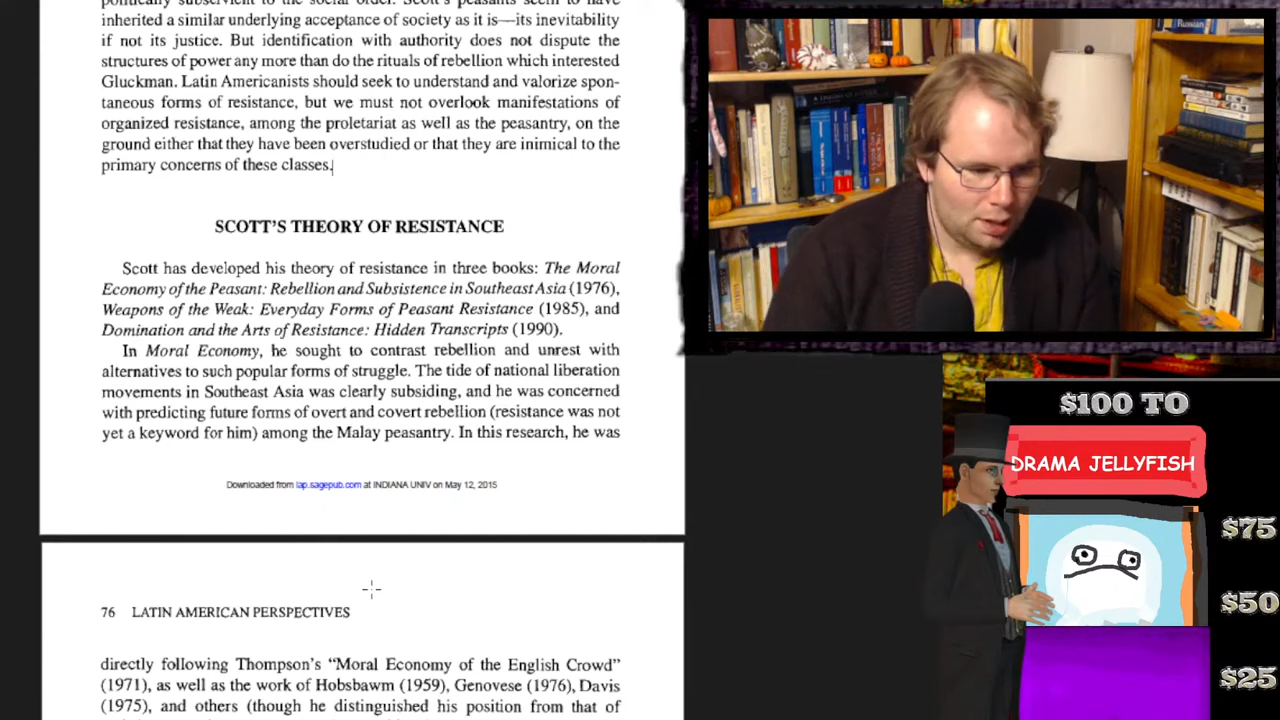 politically subservient to the social order. Scott's peasants seem to have
inherited a similar underlying acceptance of society as it is—its inevitability
if not its justice. But identification with authority does not dispute the
structures of power any more than do the rituals of rebellion which interested
Gluckman. Latin Americanists should seek to understand and valorize spon-
taneous forms of resistance, but we must not overlook manifestations of
organized resistance, among the proletariat as well as the peasantry, on the
ground either that they have been overstudied or that they are inimical to the
primary concerns of these classes.
SCOTT'S THEORY OF RESISTANCE
Scott has developed his theory of resistance in three books: The Moral
Economy of the Peasant: Rebellion and Subsistence in Southeast Asia (1976),
Weapons of the Weak: Everyday Forms of Peasant Resistance (1985), and
Domination and the Arts of Resistance: Hidden Transcripts (1990).
In Moral Economy, he sought to contrast rebellion and unrest with
alternatives to such popular forms of struggle. The tide of national liberation
movements in Southeast Asia was clearly subsiding, and he was concerned
with predicting future forms of overt and covert rebellion (resistance was not
yet a keyword for him) among the Malay peasantry. In this research, he was
Downloaded from lap.sagepub.com at INDIANA UNIV on May 12, 2015
76 LATIN AMERICAN PERSPECTIVES
directly following Thompson's "Moral Economy of the English Crowd"
(1971), as well as the work of Hobsbawm (1959), Genovese (1976), Davis
(1975), and others (though he distinguished his position from that of
Russian
$100 TO
DRAMA JELLYFISH
$75
$50
$25